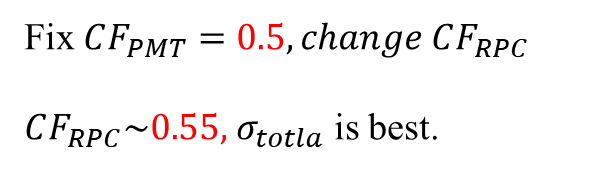 Fix CF_PMT = 0.5, change CF_RPC
CF_RPC~0.55, σ_totla is best.